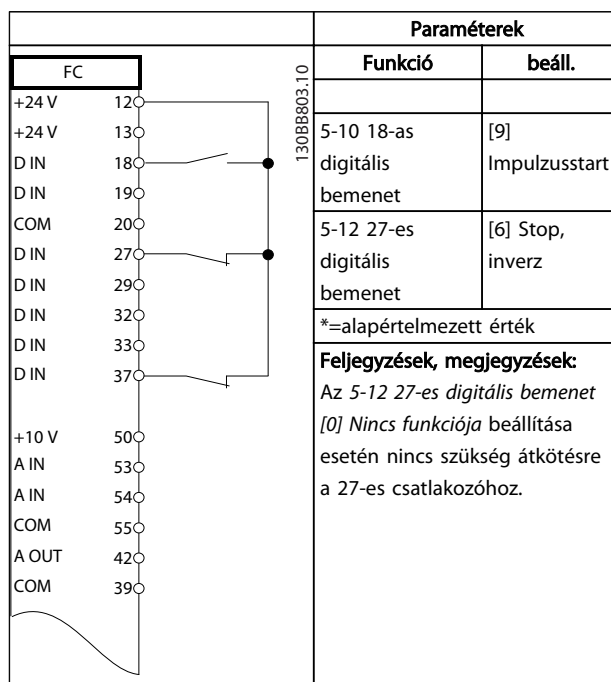 FC
+24 V 12
+24 V 13
D IN 18
D IN 19
COM 20
D IN 27
D IN 29
D IN 32
D IN 33
D IN 37
+10 V 50
A IN 53
A IN 54
COM 55
A OUT 42
COM 39
130BB803.10
Paraméterek
Funkció beáll.
5-10 18-as [9]
digitális Impulzusstart
bemenet
5-12 27-es [6] Stop,
digitális inverz
bemenet
*=alapértelmezett érték
Feljegyzések, megjegyzések:
Az 5-12 27-es digitális bemenet
[0] Nincs funkciója beállítása
esetén nincs szükség átkötésre
a 27-es csatlakozóhoz.